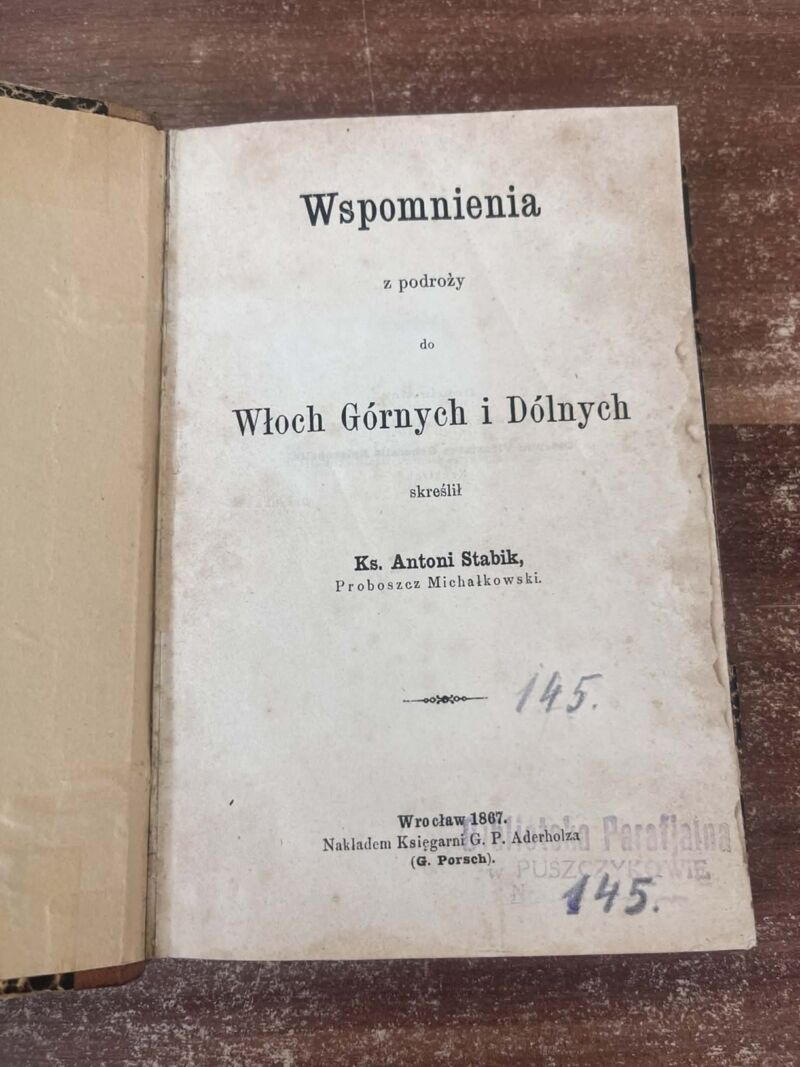 Wspomnienia
z podroży
do
Włoch Górnych i Dólnych
skreślił
Ks. Antoni Stabik,
Proboszcz Michałkowski.
145.
Wrocław 1867.
Nakładem Księgarni G. P. Aderholza
(G. Porsch).
Biblioteka Parafjalna
w PUSZCZYKOWIE
N 145.